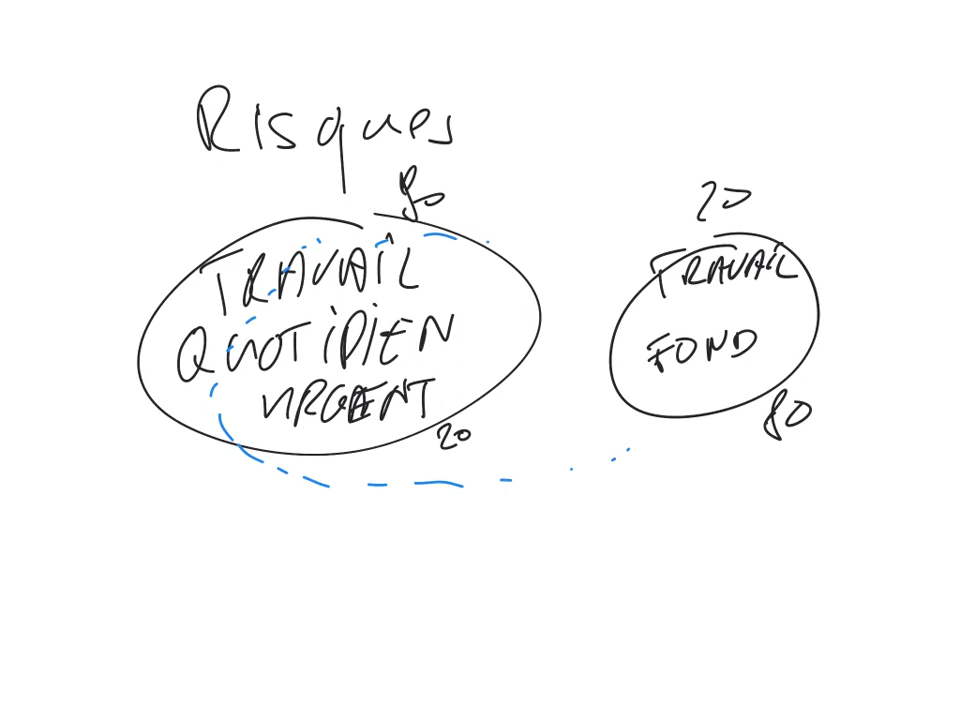 Risques
80
TRAVAIL
QUOTIDIEN
URGENT
20
20
TRAVAIL
FOND
80